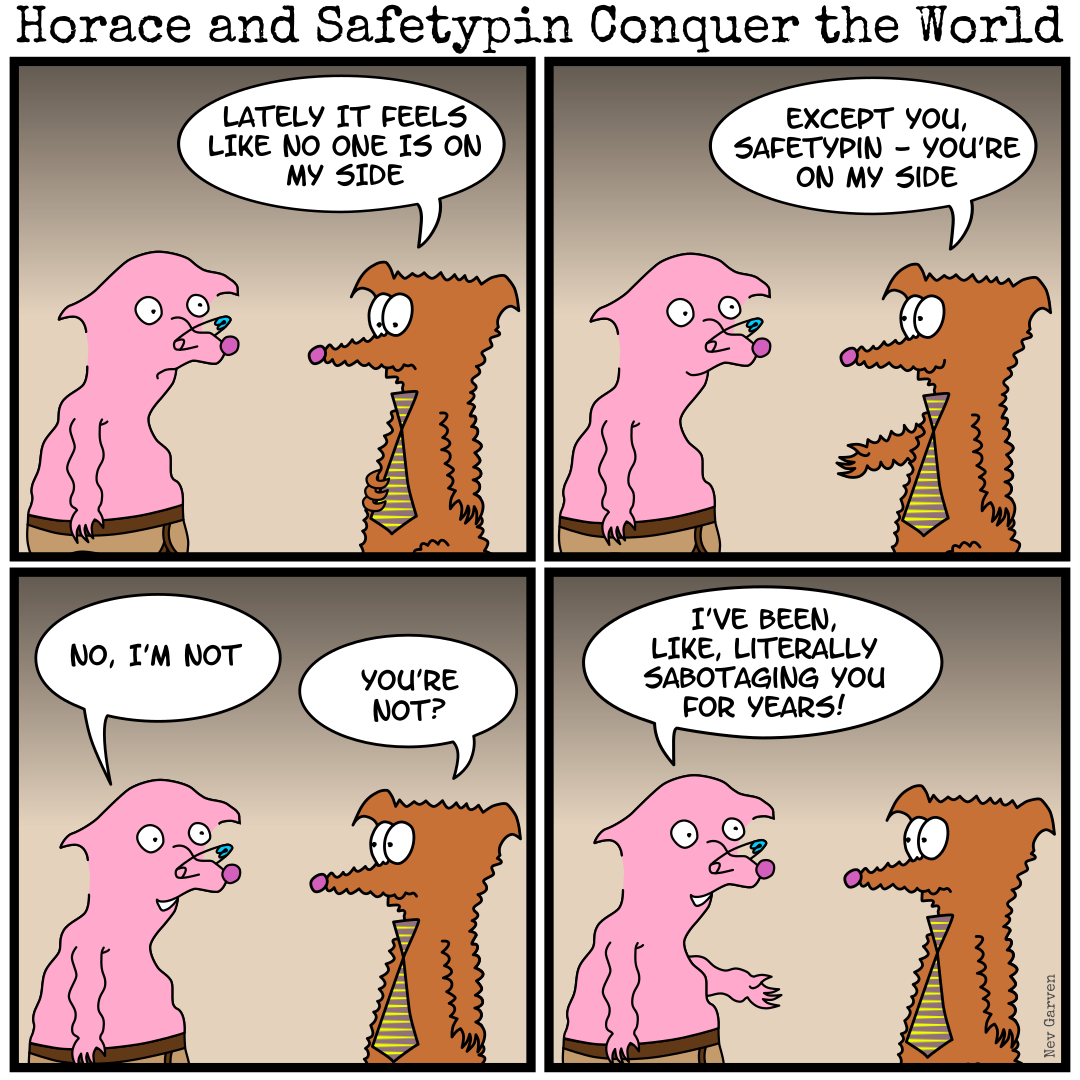 Horace and Safetypin Conquer the World
LATELY IT FEELS
LIKE NO ONE IS ON
MY SIDE
EXCEPT YOU,
SAFETYPIN – YOU'RE
ON MY SIDE
NO, I'M NOT
YOU'RE
NOT?
I'VE BEEN,
LIKE, LITERALLY
SABOTAGING YOU
FOR YEARS!
Nev Garven